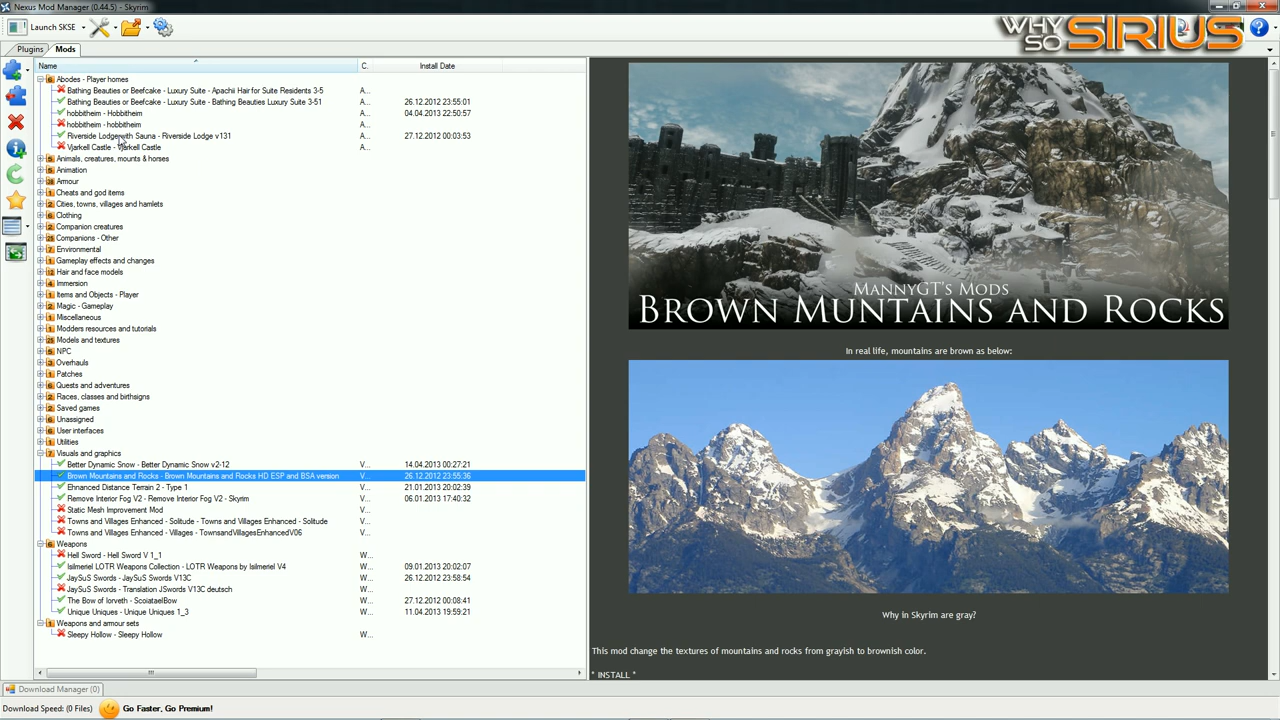 Nexus Mod Manager (0.44.5) - Skyrim
Launch SKSE
WHY SO SIRIUS
Plugins Mods
Name C. Install Date
6 Abodes - Player homes
Bathing Beauties or Beefcake - Luxury Suite - Apachii Hair for Suite Residents 3-5 A...
Bathing Beauties or Beefcake - Luxury Suite - Bathing Beauties Luxury Suite 3-51 A... 26.12.2012 23:55:01
hobbitheim - Hobbitheim A... 04.04.2013 22:50:57
hobbitheim - hobbitheim A...
Riverside Lodge with Sauna - Riverside Lodge v131 A... 27.12.2012 00:03:53
Vjarkell Castle - Vjarkell Castle A...
Animals, creatures, mounts & horses
Animation
Armour
Cheats and god items
Cities, towns, villages and hamlets
Clothing
Companion creatures
Companions - Other
Environmental
Gameplay effects and changes
Hair and face models
Immersion
Items and Objects - Player
Magic - Gameplay
Miscellaneous
Modders resources and tutorials
Models and textures
NPC
Overhauls
Patches
Quests and adventures
Races, classes and birthsigns
Saved games
Unassigned
User interfaces
Utilities
7 Visuals and graphics
Better Dynamic Snow - Better Dynamic Snow v2-12 V... 14.04.2013 00:27:21
Brown Mountains and Rocks - Brown Mountains and Rocks HD ESP and BSA version V... 26.12.2012 23:55:36
Ehnanced Distance Terrain 2 - Type 1 V... 21.01.2013 20:02:39
Remove Interior Fog V2 - Remove Interior Fog V2 - Skyrim V... 06.01.2013 17:40:32
Static Mesh Improvement Mod V...
Towns and Villages Enhanced - Solitude - Towns and Villages Enhanced - Solitude V...
Towns and Villages Enhanced - Villages - TownsandVillagesEnhancedV06 V...
6 Weapons
Hell Sword - Hell Sword V 1_1 W...
Isilmeriel LOTR Weapons Collection - LOTR Weapons by Isilmeriel V4 W... 09.01.2013 20:02:07
JaySuS Swords - JaySuS Swords V13C W... 26.12.2012 23:58:54
JaySuS Swords - Translation JSwords V13C deutsch W...
The Bow of Iorveth - ScoiataelBow W... 27.12.2012 00:08:41
Unique Uniques - Unique Uniques 1_3 W... 11.04.2013 19:59:21
1 Weapons and armour sets
Sleepy Hollow - Sleepy Hollow W...
MannyGT's Mods
Brown Muntains and Rocks
In real life, mountains are brown as below:
Why in Skyrim are gray?
This mod change the textures of mountains and rocks from grayish to brownish color.
* INSTALL *
Download Manager (0)
Download Speed: (0 Files) Go Faster, Go Premium!